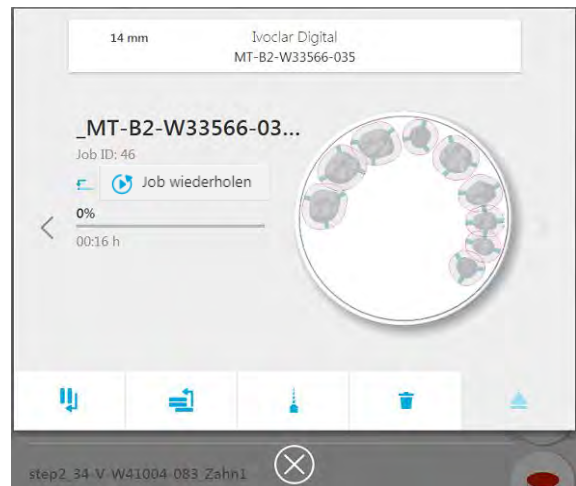 14 mm
Ivoclar Digital
MT-B2-W33566-035
_MT-B2-W33566-03...
Job ID: 46
Job wiederholen
0%
00:16 h
step2_34-V-W41004-083_Zahn1